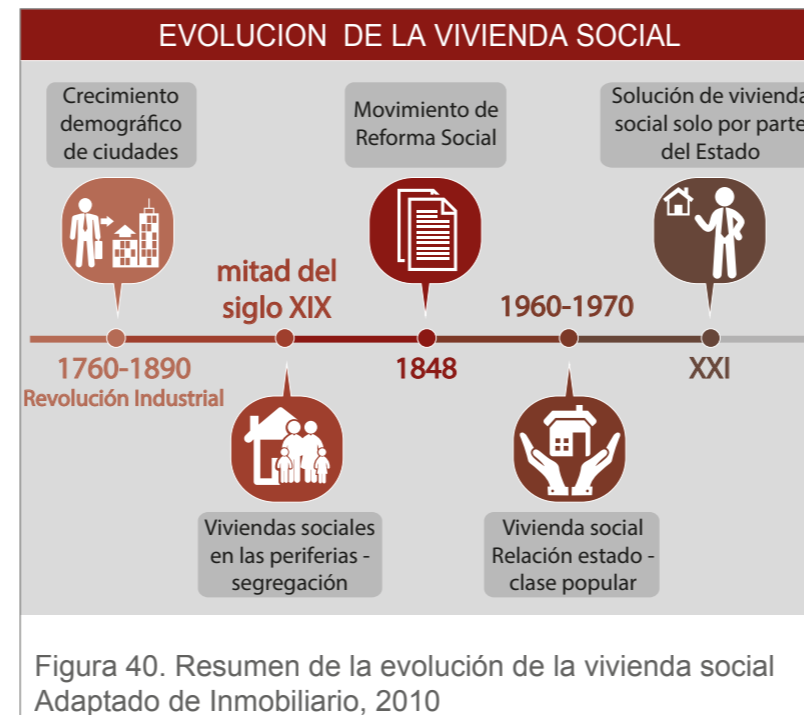 EVOLUCION DE LA VIVIENDA SOCIAL
Crecimiento
demográfico
de ciudades
Movimiento de
Reforma Social
Solución de vivienda
social solo por parte
del Estado
mitad del
siglo XIX
1960-1970
1760-1890
Revolución Industrial
1848
XXI
Viviendas sociales
en las periferias -
segregación
Vivienda social
Relación estado -
clase popular
Figura 40. Resumen de la evolución de la vivienda social
Adaptado de Inmobiliario, 2010